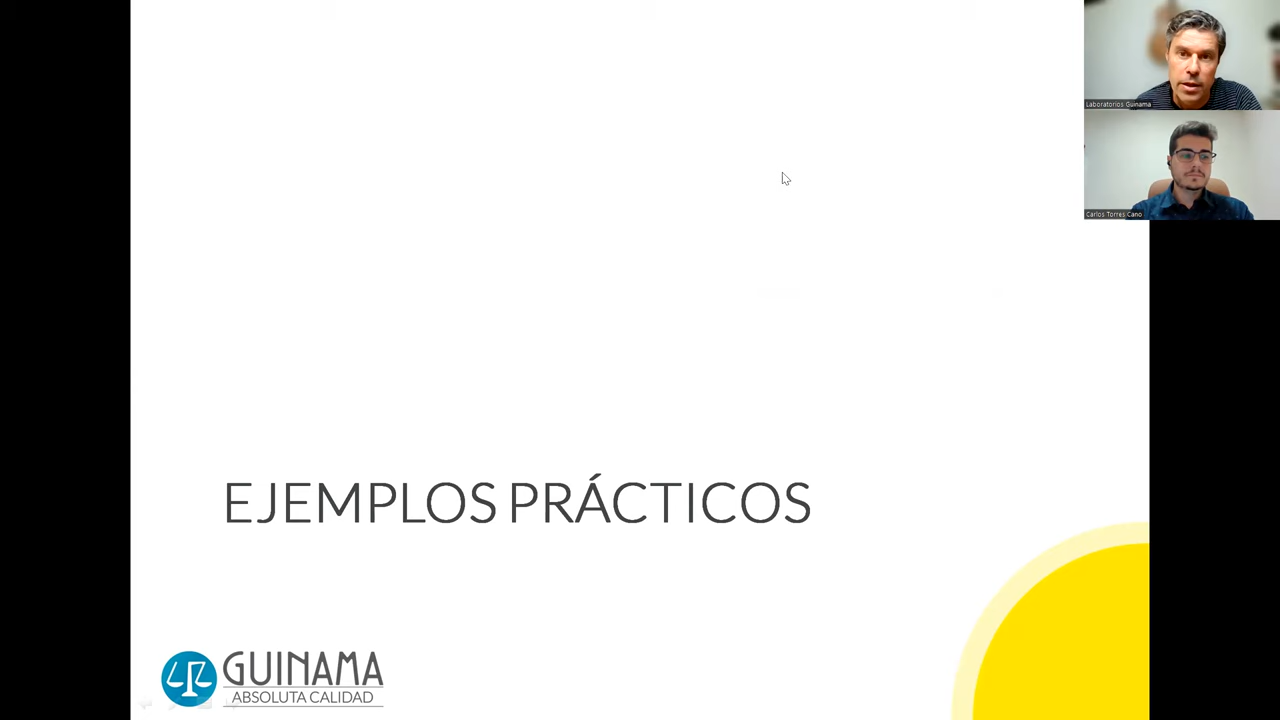 Laboratorios Guinama
Carlos Torres Cano
EJEMPLOS PRÁCTICOS
GUINAMA
ABSOLUTA CALIDAD